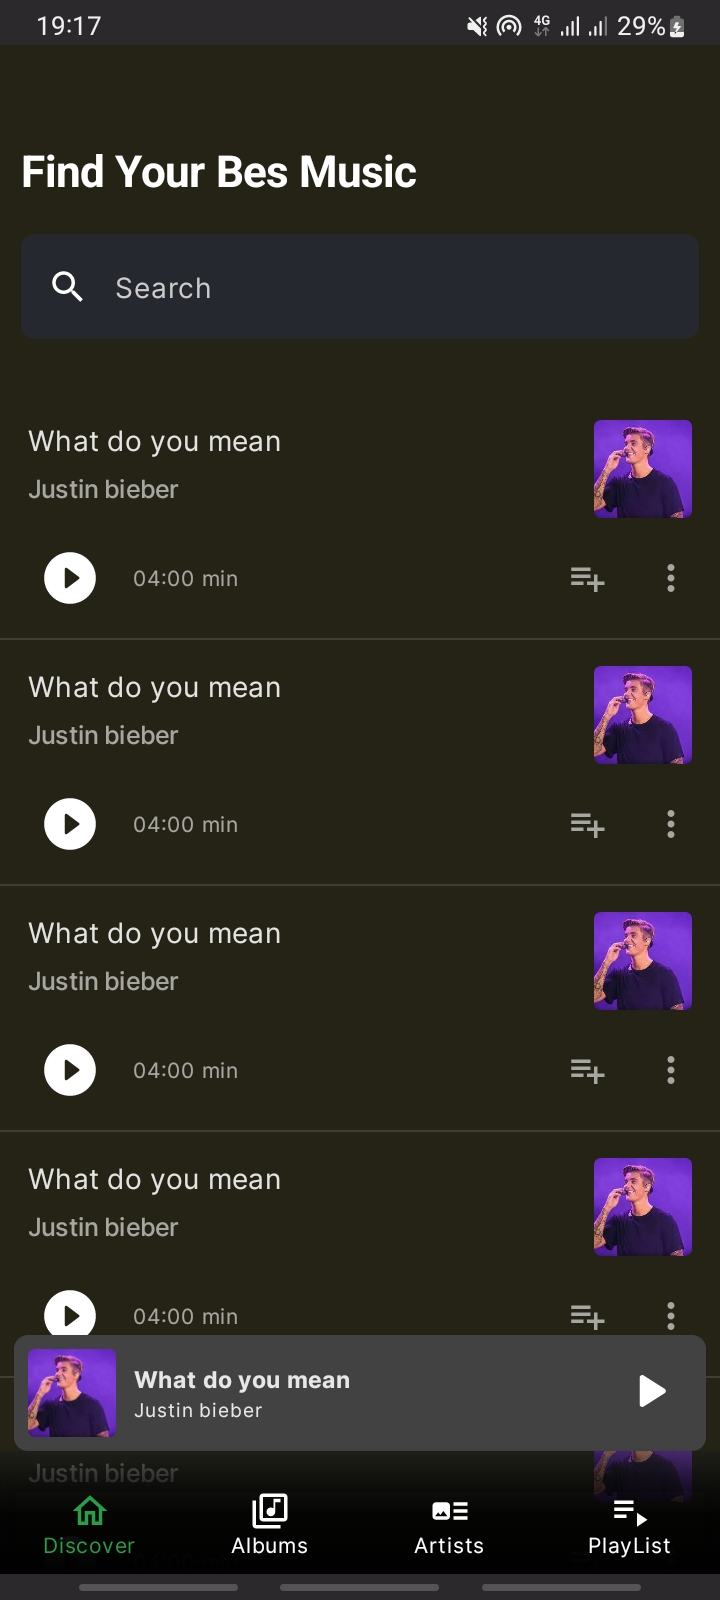 19:17
4G
29%
Find Your Bes Music
Search
What do you mean
Justin bieber
04:00 min
What do you mean
Justin bieber
04:00 min
What do you mean
Justin bieber
04:00 min
What do you mean
Justin bieber
04:00 min
What do you mean
Justin bieber
Justin bieber
Discover
Albums
Artists
PlayList